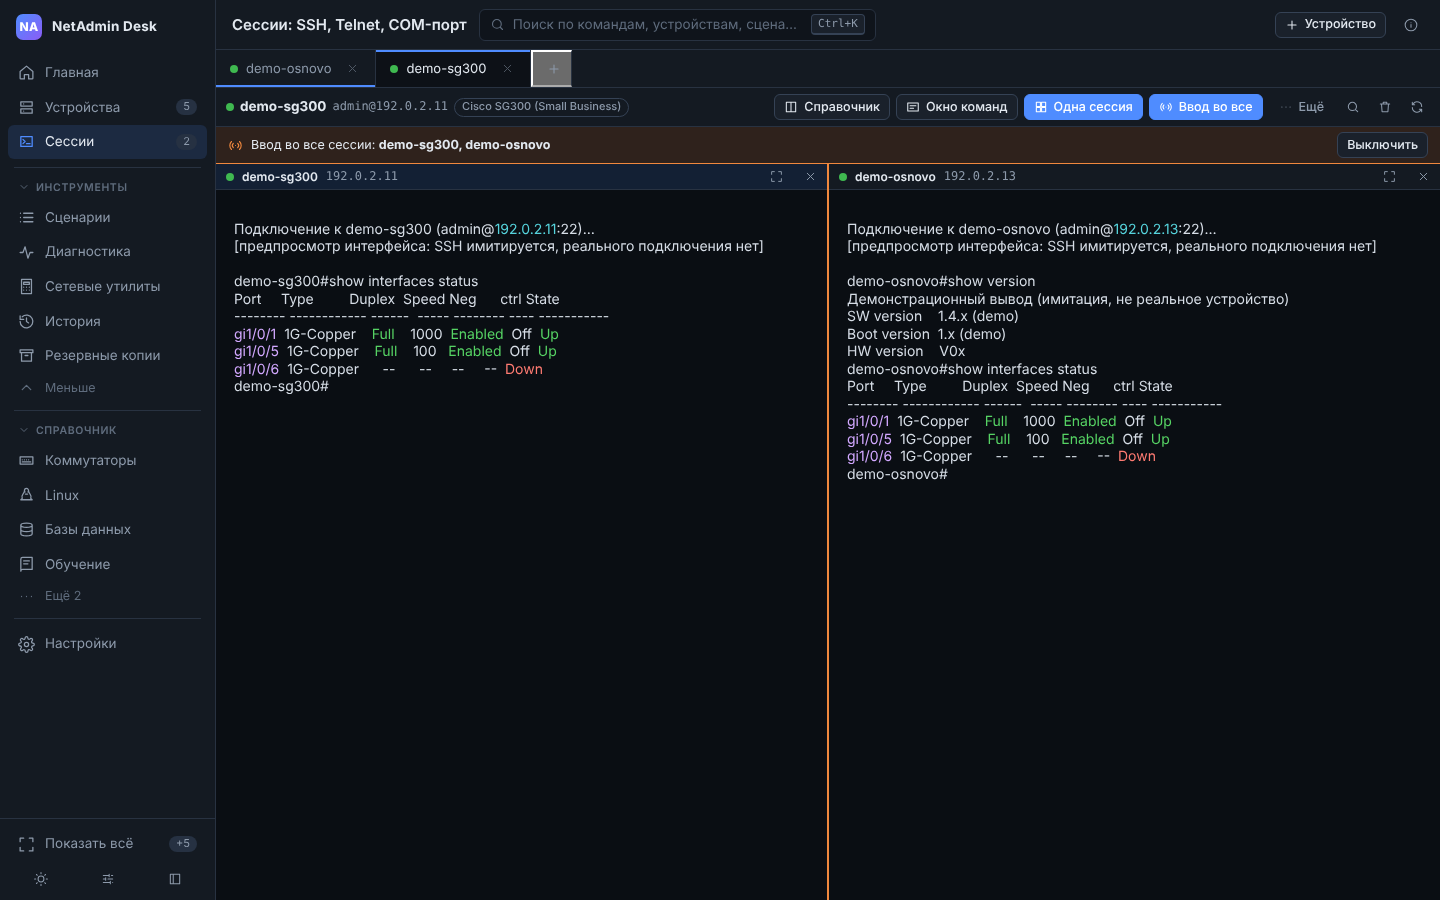 NA NetAdmin Desk
Главная
Устройства 5
Сессии 2
ИНСТРУМЕНТЫ
Сценарии
Диагностика
Сетевые утилиты
История
Резервные копии
Меньше
СПРАВОЧНИК
Коммутаторы
Linux
Базы данных
Обучение
Ещё 2
Настройки
Показать всё +5
Сессии: SSH, Telnet, COM-порт Поиск по командам, устройствам, сцена... Ctrl+K Устройство
demo-osnovo demo-sg300
demo-sg300 admin@192.0.2.11 Cisco SG300 (Small Business) Справочник Окно команд Одна сессия Ввод во все Ещё
Ввод во все сессии: demo-sg300, demo-osnovo Выключить
demo-sg300 192.0.2.11
Подключение к demo-sg300 (admin@192.0.2.11:22)...
[предпросмотр интерфейса: SSH имитируется, реального подключения нет]
demo-sg300#show interfaces status
Port Type Duplex Speed Neg ctrl State
-------- ------------ ------ ----- -------- ---- -----------
gi1/0/1 1G-Copper Full 1000 Enabled Off Up
gi1/0/5 1G-Copper Full 100 Enabled Off Up
gi1/0/6 1G-Copper -- -- -- -- Down
demo-sg300#
demo-osnovo 192.0.2.13
Подключение к demo-osnovo (admin@192.0.2.13:22)...
[предпросмотр интерфейса: SSH имитируется, реального подключения нет]
demo-osnovo#show version
Демонстрационный вывод (имитация, не реальное устройство)
SW version 1.4.x (demo)
Boot version 1.x (demo)
HW version V0x
demo-osnovo#show interfaces status
Port Type Duplex Speed Neg ctrl State
-------- ------------ ------ ----- -------- ---- -----------
gi1/0/1 1G-Copper Full 1000 Enabled Off Up
gi1/0/5 1G-Copper Full 100 Enabled Off Up
gi1/0/6 1G-Copper -- -- -- -- Down
demo-osnovo#